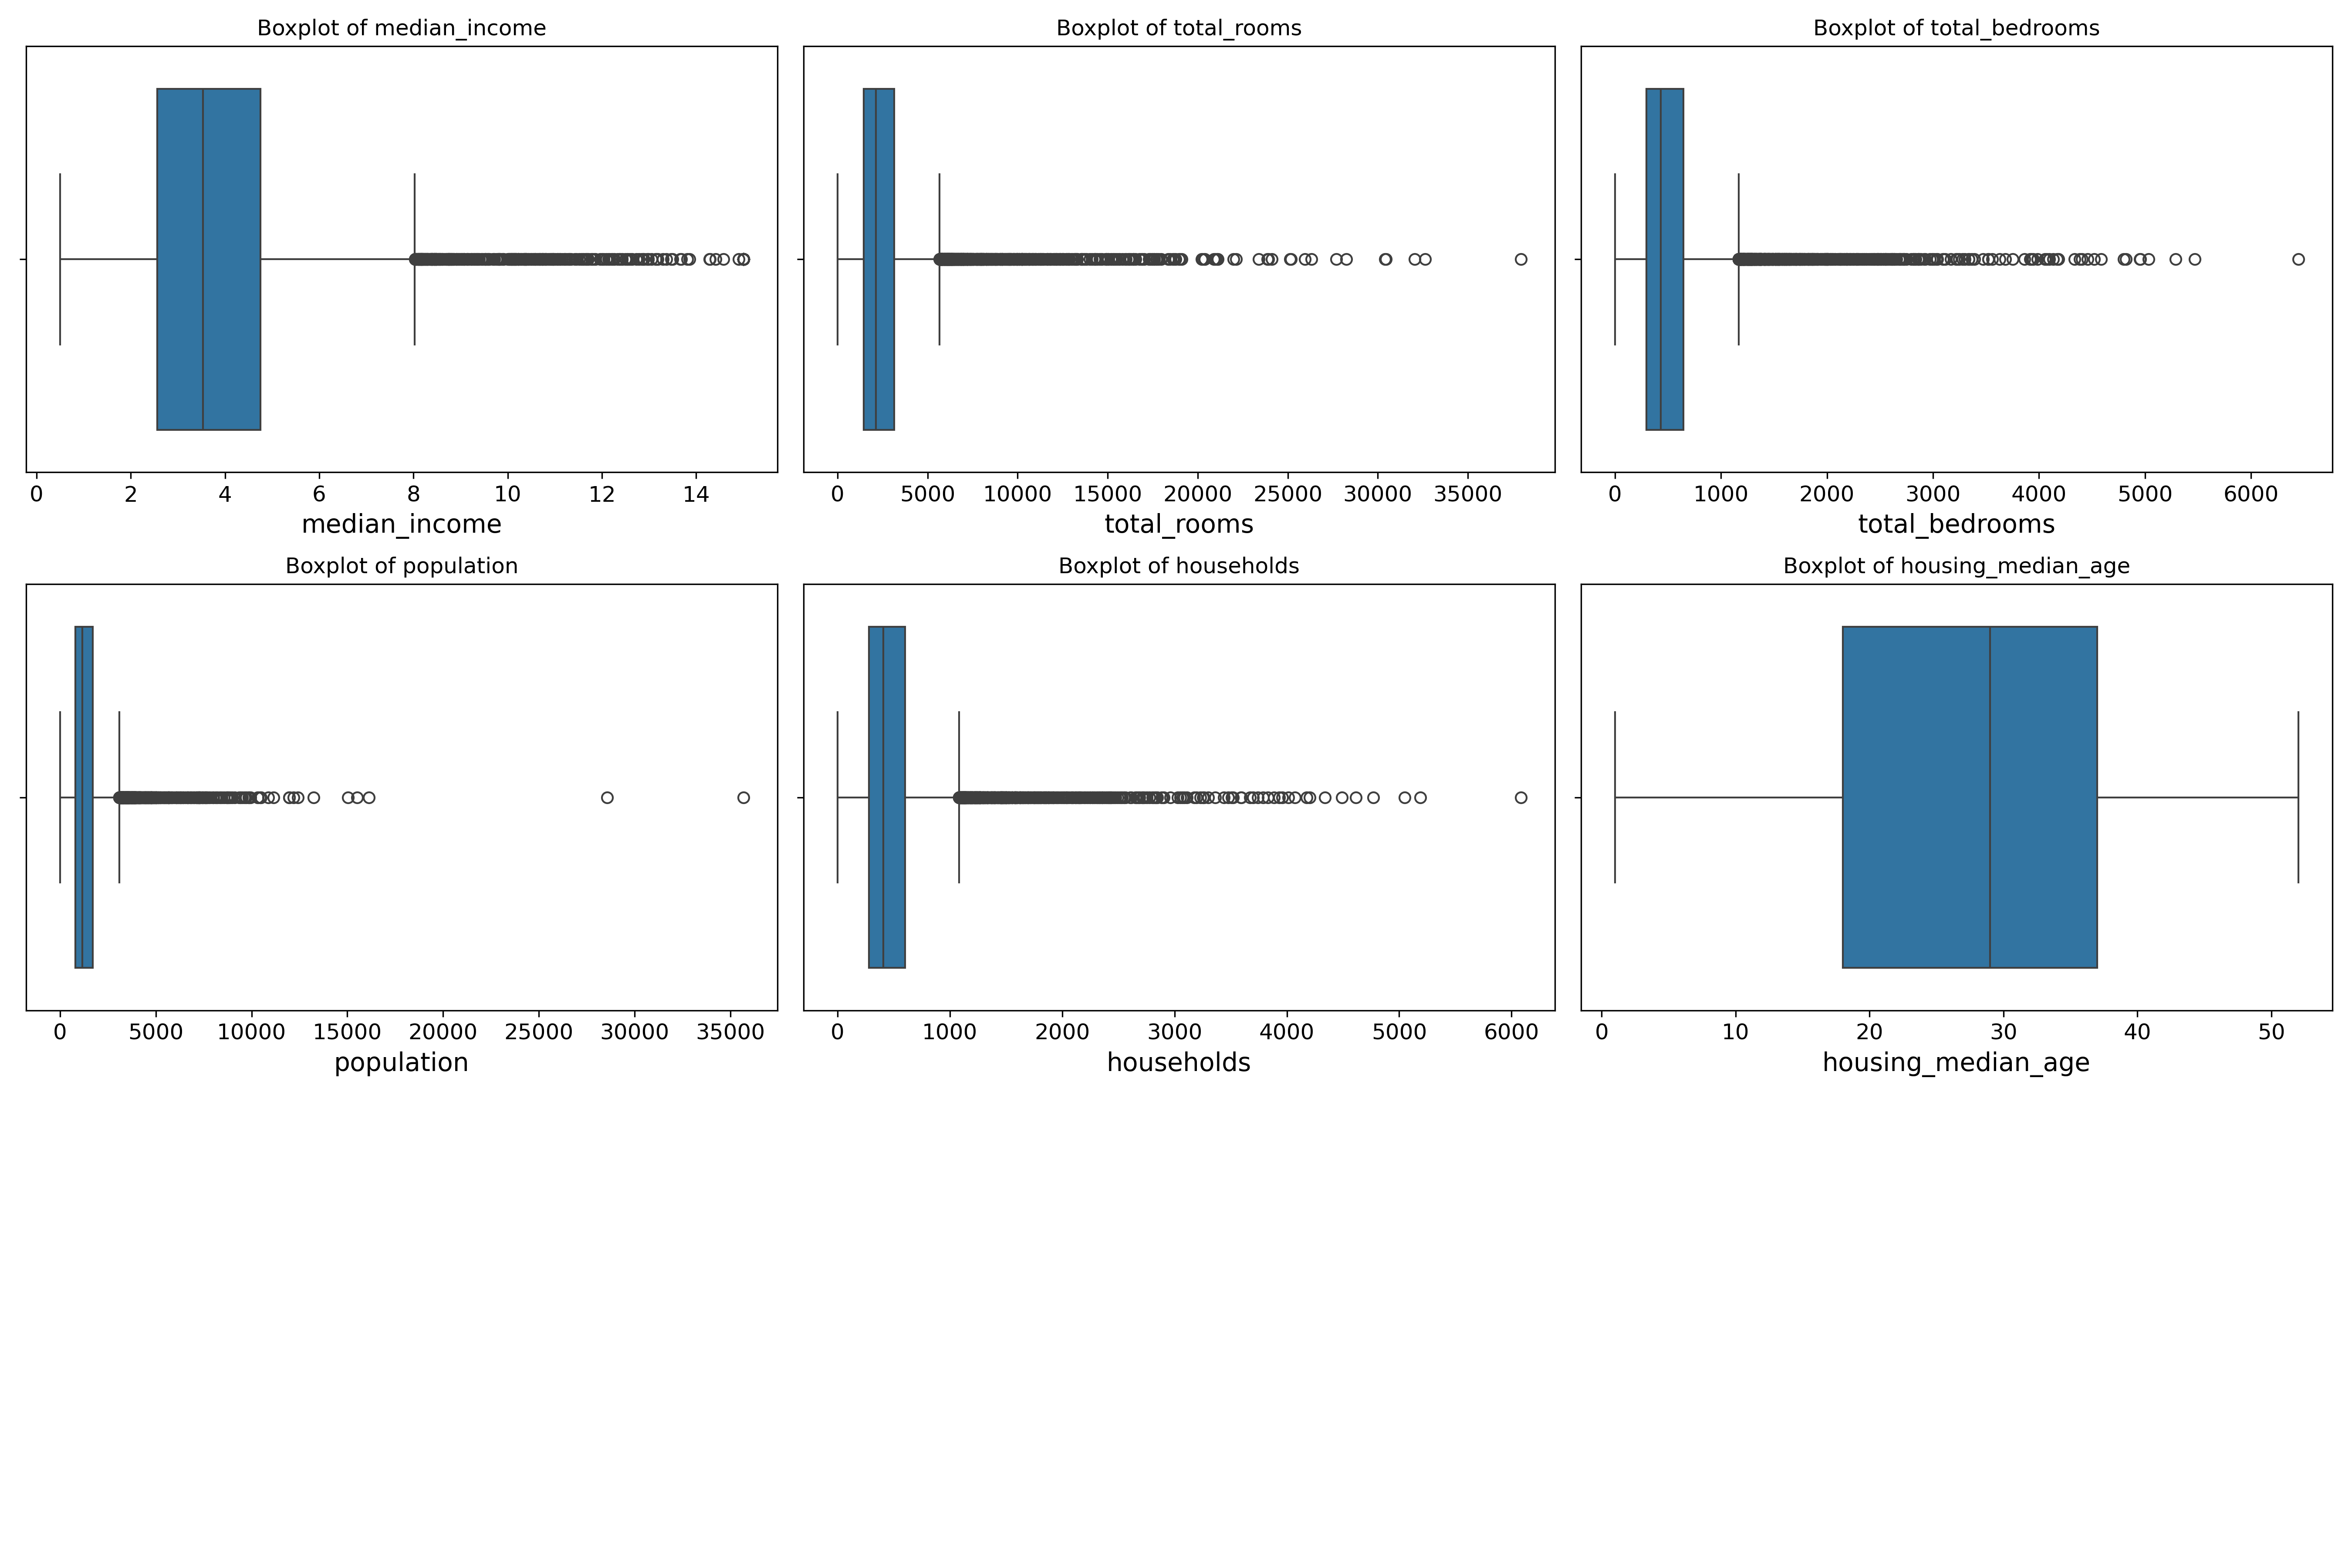 Boxplot of median_income
Boxplot of total_rooms
Boxplot of total_bedrooms
0 2 4 6 8 10 12 14
0 5000 10000 15000 20000 25000 30000 35000
0 1000 2000 3000 4000 5000 6000
median_income
total_rooms
total_bedrooms
Boxplot of population
Boxplot of households
Boxplot of housing_median_age
0 5000 10000 15000 20000 25000 30000 35000
0 1000 2000 3000 4000 5000 6000
0 10 20 30 40 50
population
households
housing_median_age